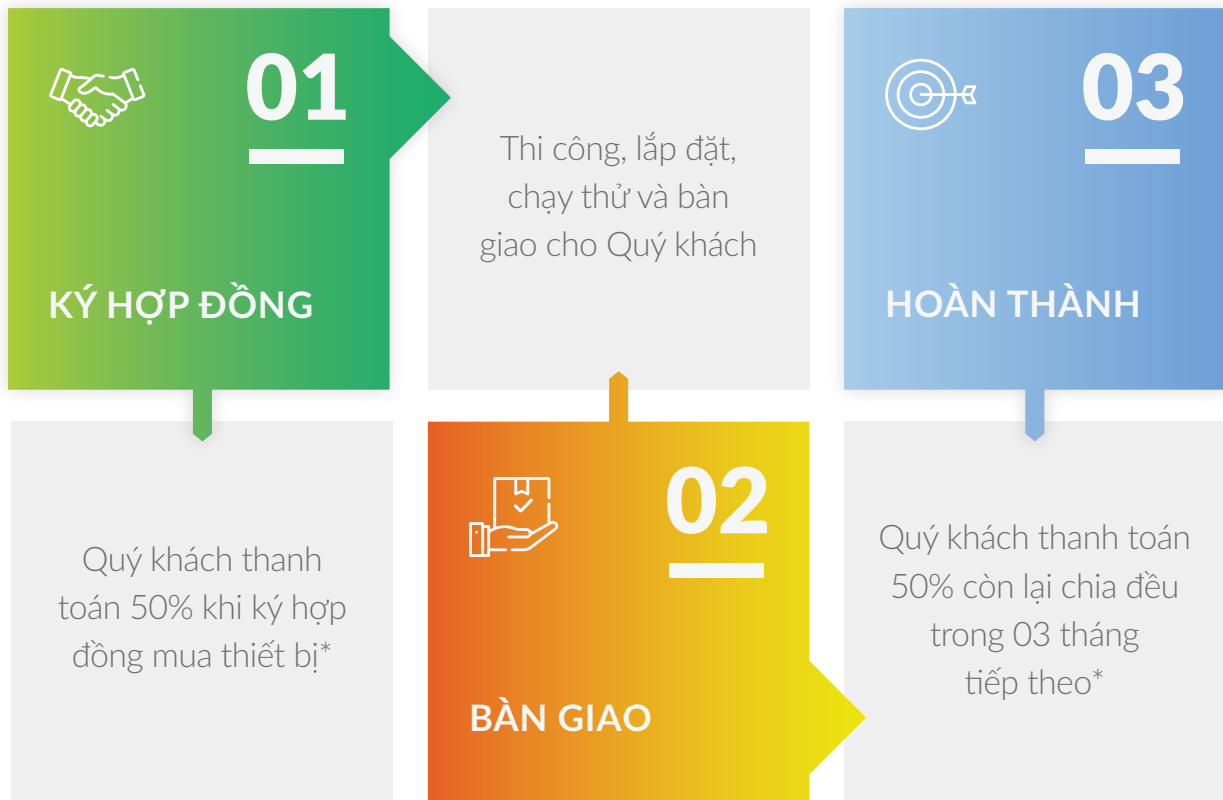 01
KÝ HỢP ĐỒNG
Quý khách thanh
toán 50% khi ký hợp
đồng mua thiết bị*
02
BÀN GIAO
Thi công, lắp đặt,
chạy thử và bàn
giao cho Quý khách
03
HOÀN THÀNH
Quý khách thanh toán
50% còn lại chia đều
trong 03 tháng
tiếp theo*